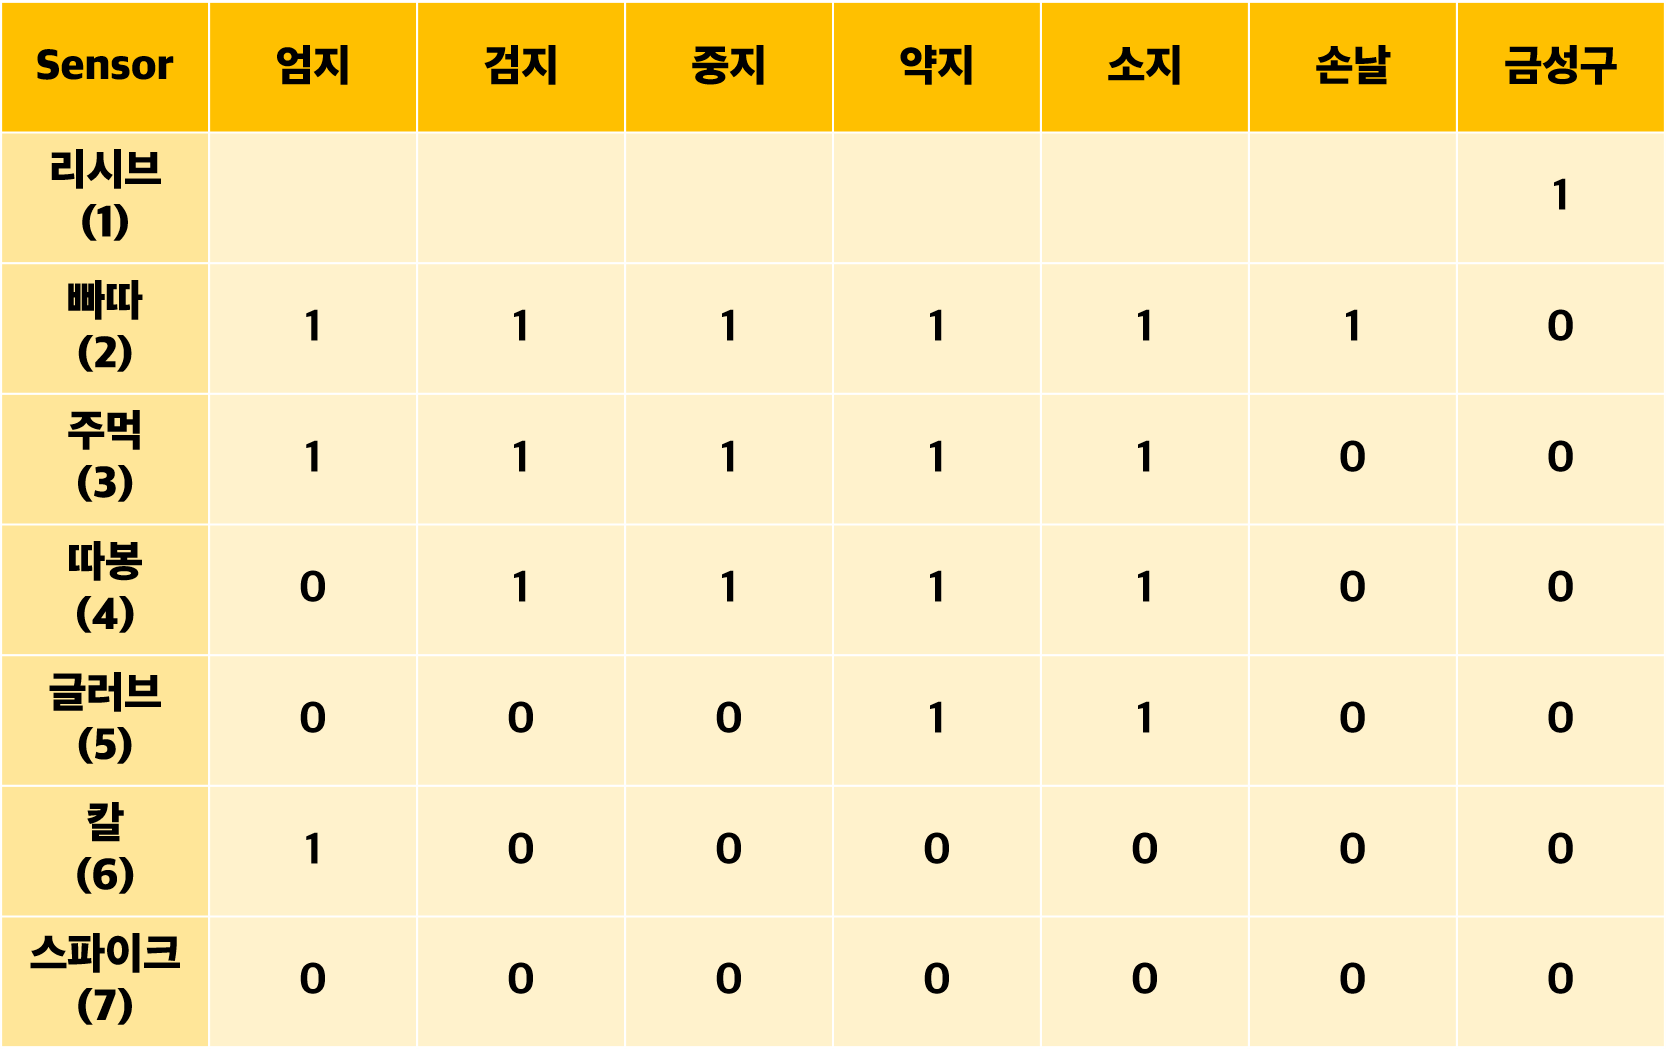 Sensor 엄지 검지 중지 약지 소지 손날 금성구
리시브
(1) 1
빠따
(2) 1 1 1 1 1 1 0
주먹
(3) 1 1 1 1 1 0 0
따봉
(4) 0 1 1 1 1 0 0
글러브
(5) 0 0 0 1 1 0 0
칼
(6) 1 0 0 0 0 0 0
스파이크
(7) 0 0 0 0 0 0 0